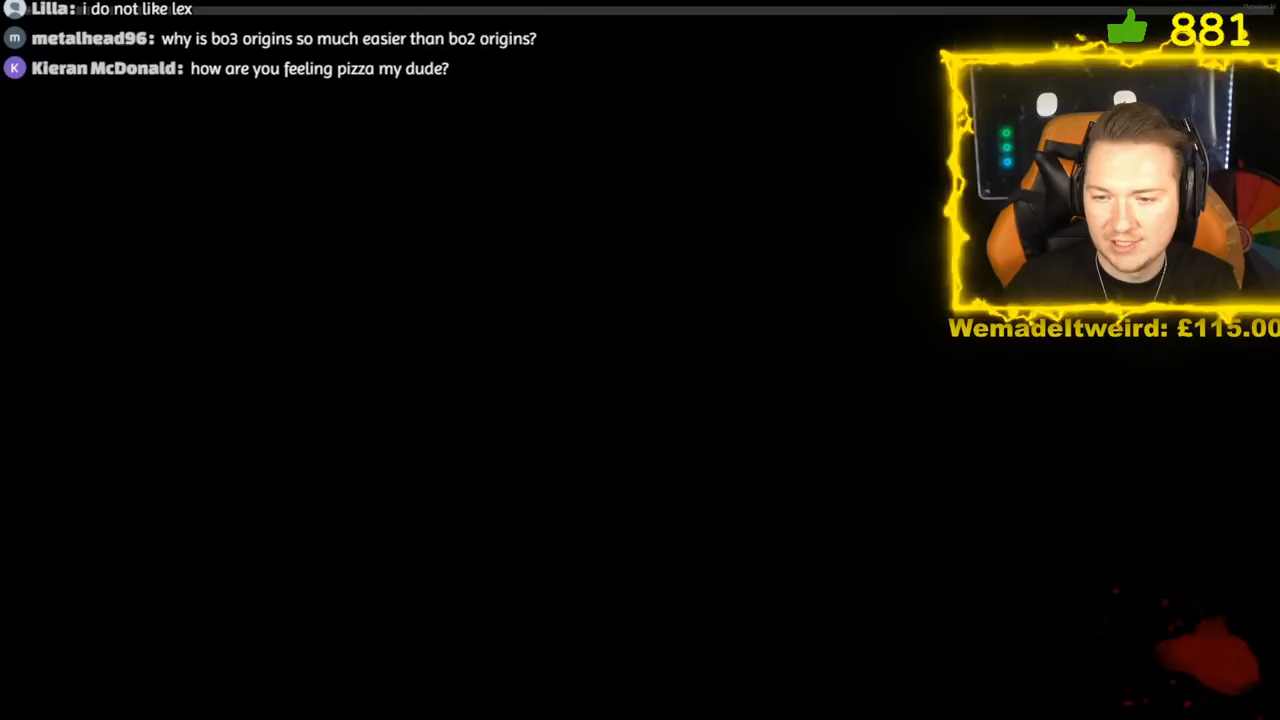 Lilla: i do not like lex
metalhead96: why is bo3 origins so much easier than bo2 origins?
Kieran McDonald: how are you feeling pizza my dude?
m
K
881
WemadeItweird: £115.00